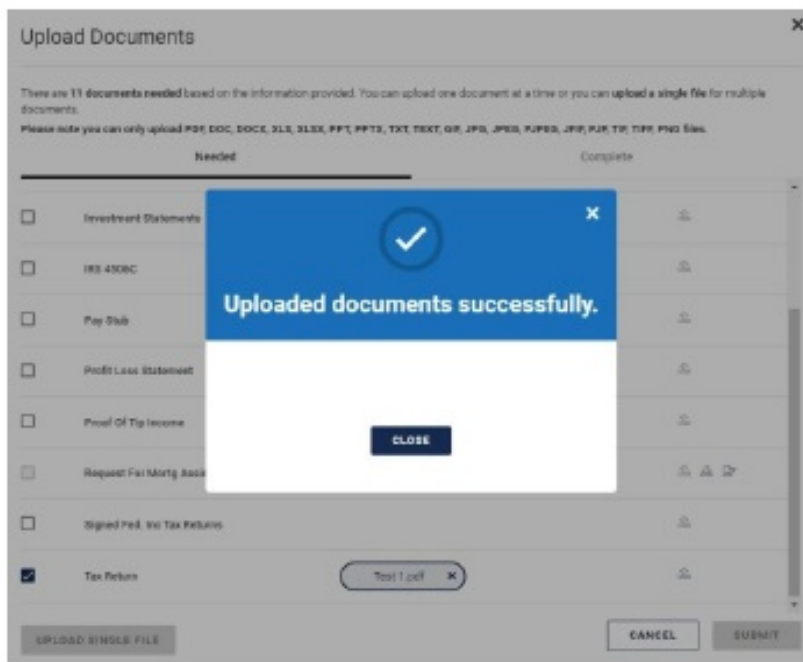 Upload Documents
There are 11 documents needed based on the information provided. You can upload one document at a time or you can upload a single file for multiple
documents.
Please note you can only upload PDF, DOC, DOCX, XLS, XLSX, PPT, PPTX, TXT, TEXT, GIF, JPG, JPEG, PJPEG, JFIF, PJP, TIF, TIFF, PNG files.
Needed Complete
Investment Statements
Uploaded documents successfully.
IRS 4506C
Pay Stub
Profit Loss Statement
Proof Of Tip Income
CLOSE
Request For Mortg Assi
Signed Fed. Inc Tax Returns
Tax Return Test 1.pdf
UPLOAD SINGLE FILE CANCEL SUBMIT